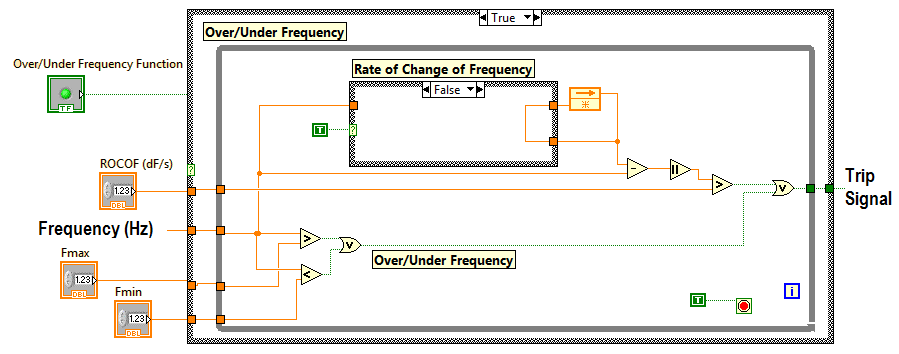 True
Over/Under Frequency
Over/Under Frequency Function
TF
Rate of Change of Frequency
False
T
?
?
ROCOF (dF/s)
1.23
DBL
Trip
Signal
Frequency (Hz)
Fmax
1.23
DBL
Over/Under Frequency
Fmin
1.23
DBL
T
i
>
<
v
-
>
v